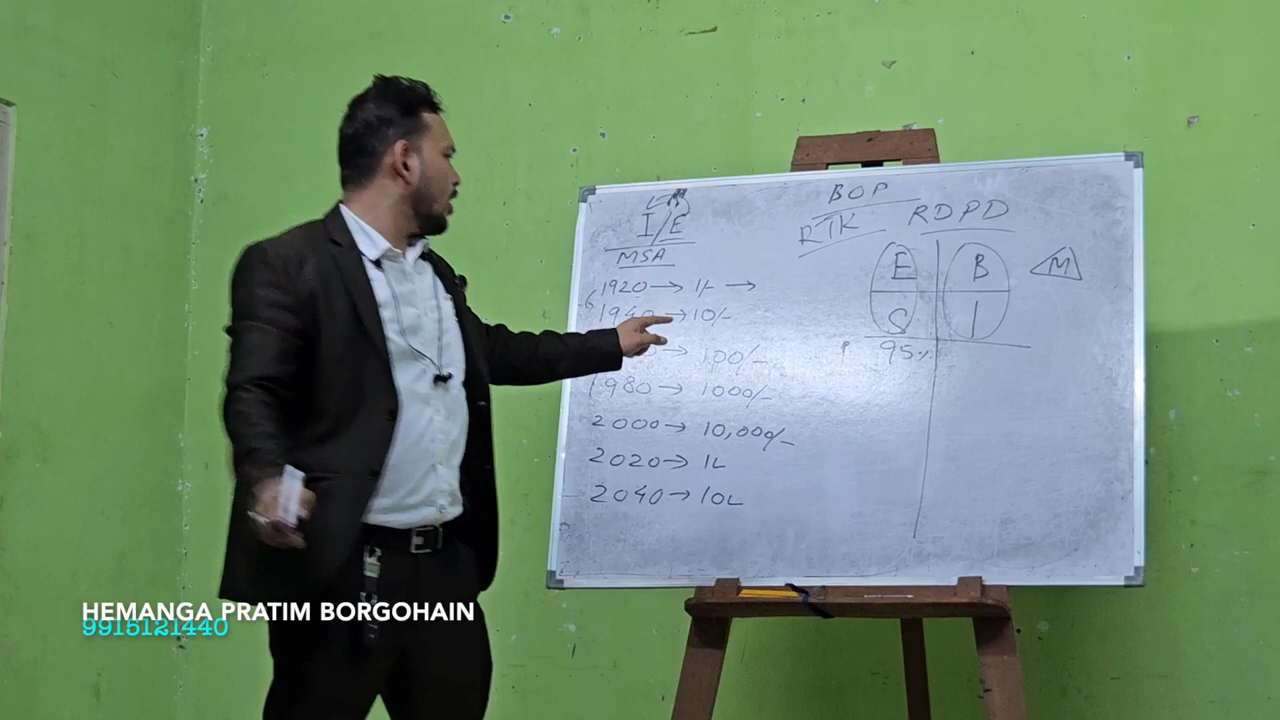 I/E
MSA
1920→ 1/- →
1940→10/-
→ 100/-
1980→ 1000/-
2000→ 10,000/-
2020→ 1L
2040→ 10L
BOP
RTK RDPD
E B M
S I
95%
HEMANGA PRATIM BORGOHAIN
9915121440